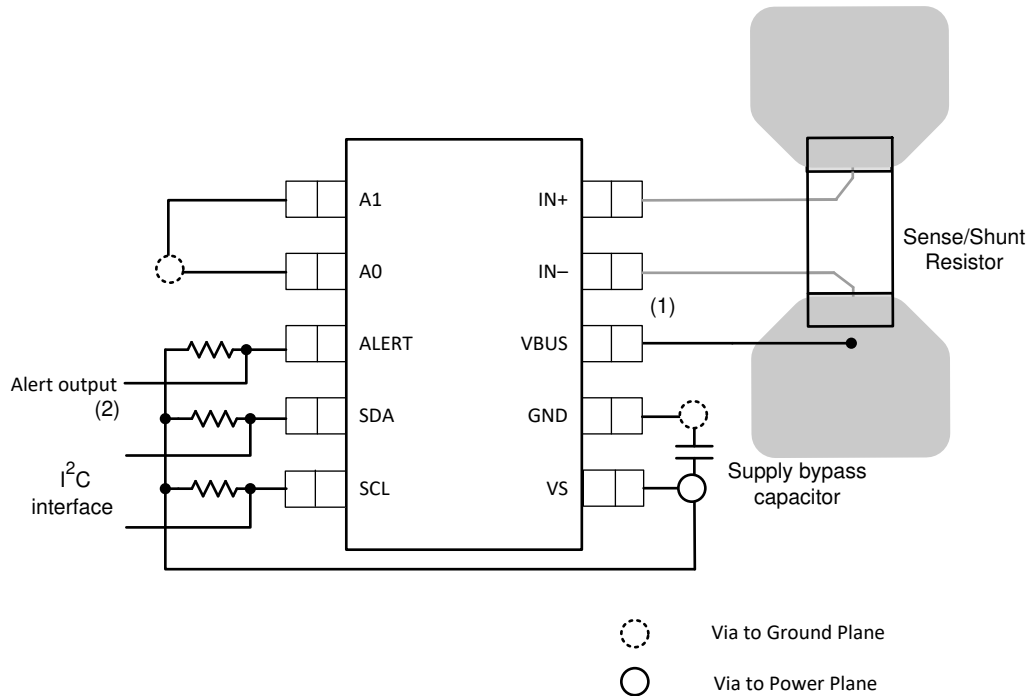 A1
A0
ALERT
SDA
SCL
IN+
IN–
(1)
VBUS
GND
VS
Sense/Shunt
Resistor
Alert output
(2)
I²C
interface
Supply bypass
capacitor
Via to Ground Plane
Via to Power Plane